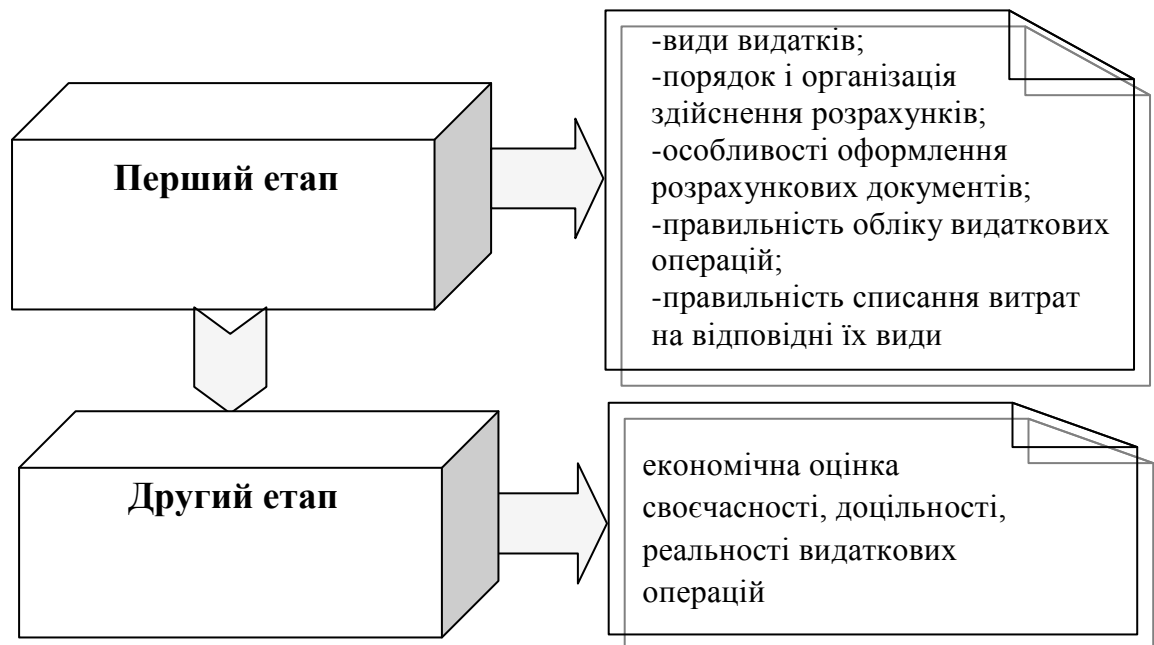 Перший етап
-види видатків;
-порядок і організація
здійснення розрахунків;
-особливості оформлення
розрахункових документів;
-правильність обліку видаткових
операцій;
-правильність списання витрат
на відповідні їх види
Другий етап
економічна оцінка
своєчасності, доцільності,
реальності видаткових
операцій